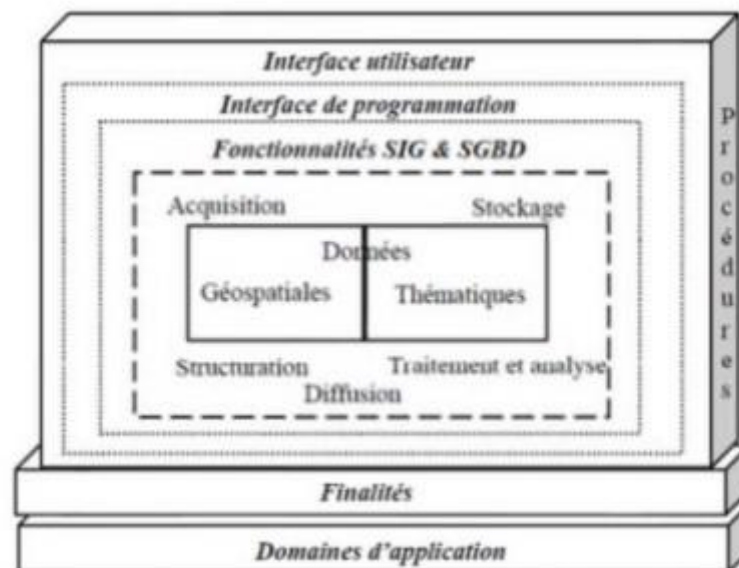 Interface utilisateur
Interface de programmation
Fonctionnalités SIG & SGBD
Acquisition Stockage
Données
Géospatiales Thématiques
Structuration Traitement et analyse
Diffusion
Procédures
Finalités
Domaines d'application